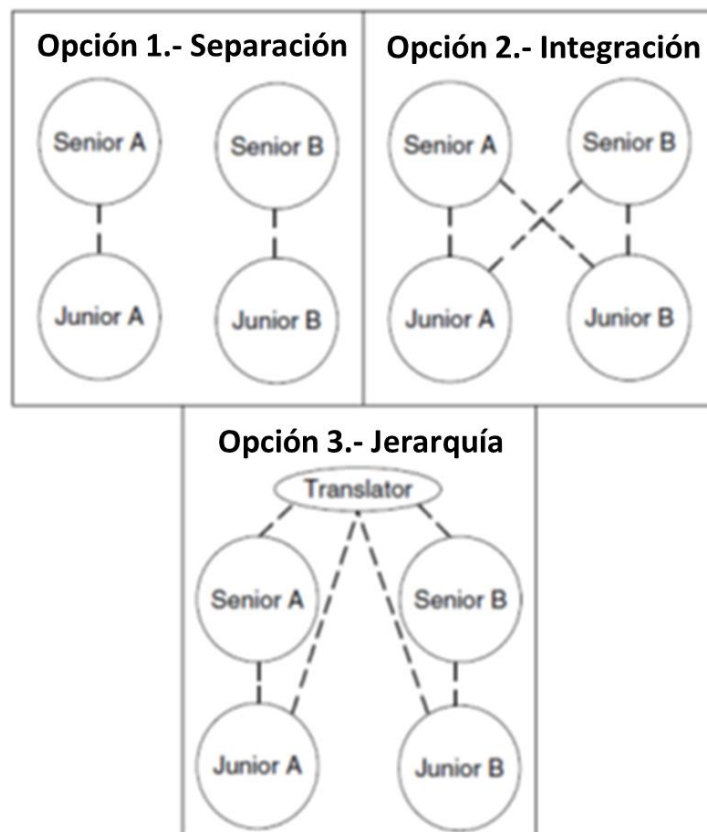 Opción 1.- Separación
Senior A
Senior B
Junior A
Junior B
Opción 2.- Integración
Senior A
Senior B
Junior A
Junior B
Opción 3.- Jerarquía
Translator
Senior A
Senior B
Junior A
Junior B